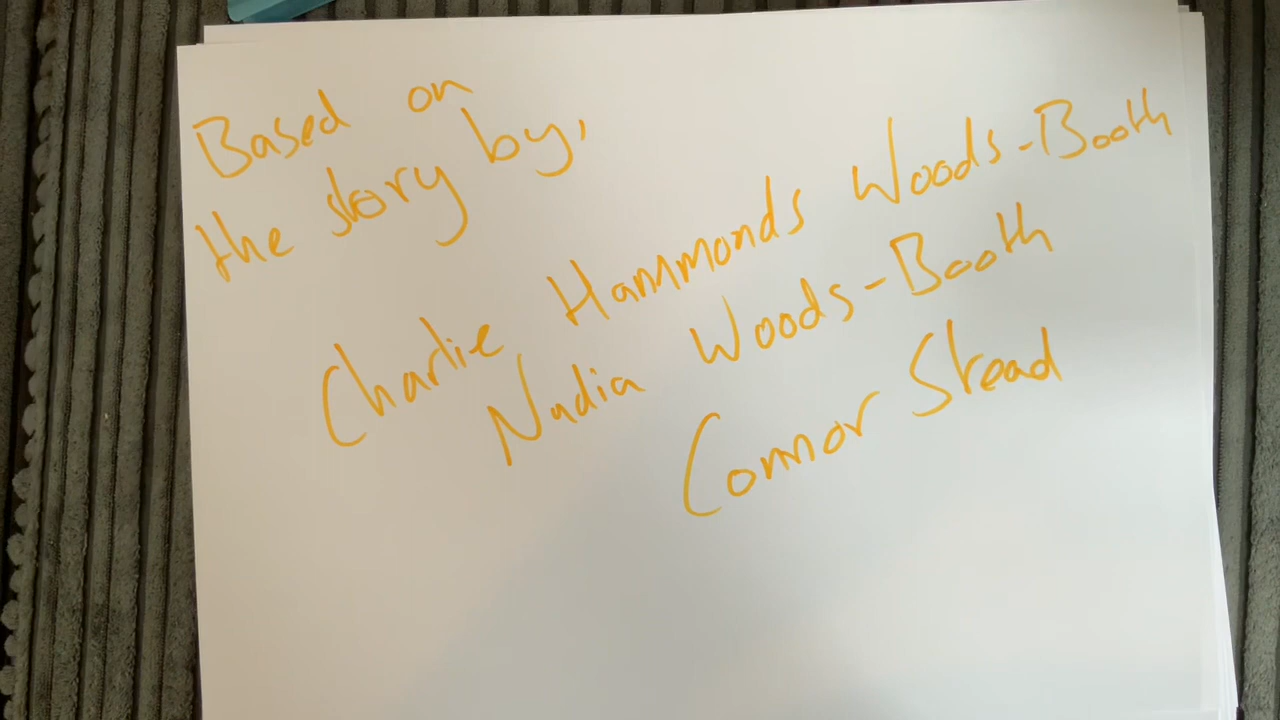 Based on
the story by,
Charlie Hammonds Woods-Booth
Nadia Woods-Booth
Connor Stead